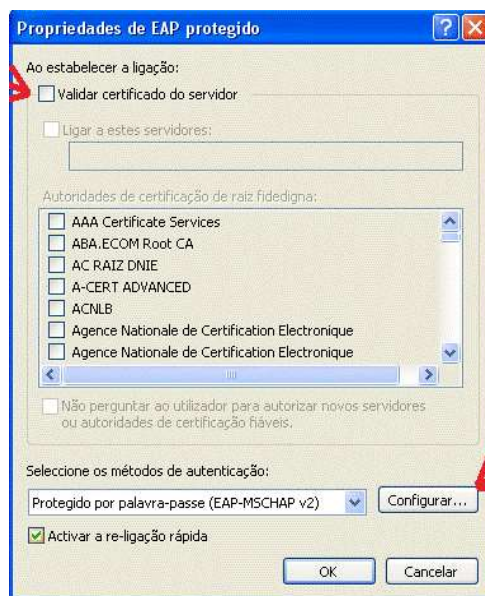 Propriedades de EAP protegido
Ao estabelecer a ligação:
Validar certificado do servidor
Ligar a estes servidores:
Autoridades de certificação de raiz fidedigna:
AAA Certificate Services
ABA.ECOM Root CA
AC RAIZ DNIE
A-CERT ADVANCED
ACNLB
Agence Nationale de Certification Electronique
Agence Nationale de Certification Electronique
Não perguntar ao utilizador para autorizar novos servidores
ou autoridades de certificação fiáveis.
Seleccione os métodos de autenticação:
Protegido por palavra-passe (EAP-MSCHAP v2) Configurar...
Activar a re-ligação rápida
OK Cancelar